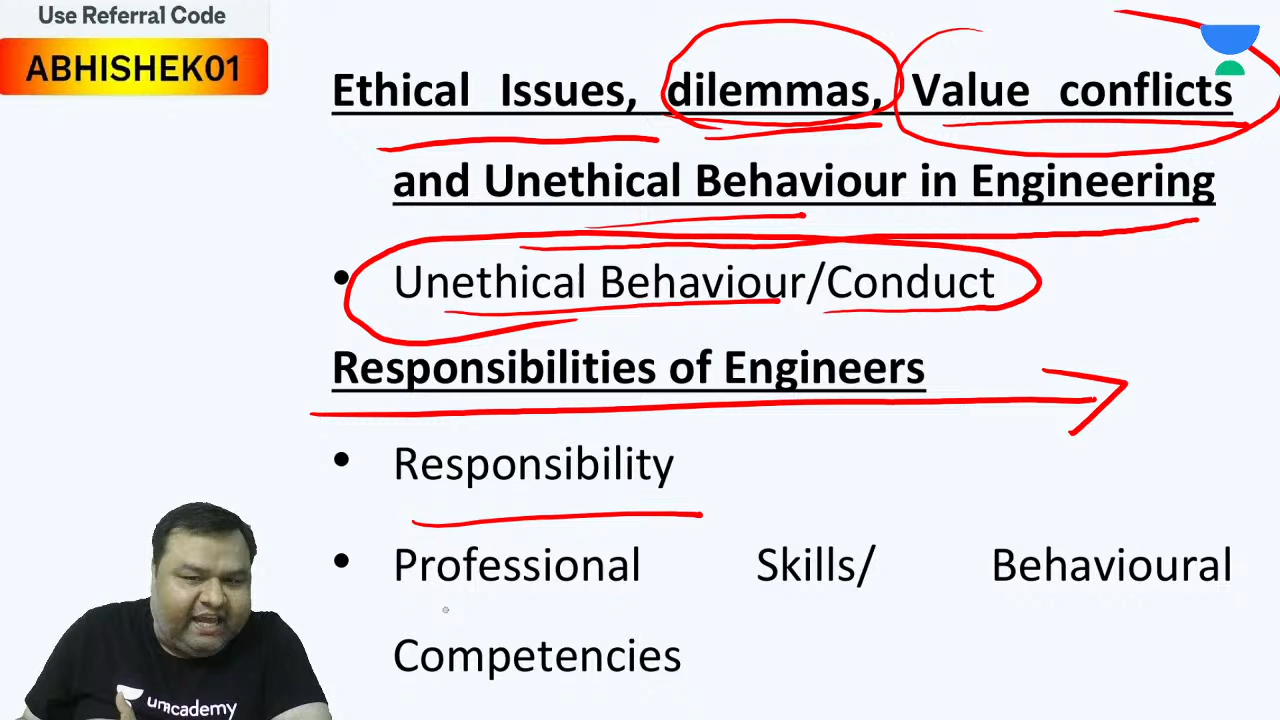 Use Referral Code
ABHISHEK01
Ethical Issues, dilemmas, Value conflicts
and Unethical Behaviour in Engineering
• Unethical Behaviour/Conduct
Responsibilities of Engineers
• Responsibility
• Professional Skills/ Behavioural
Competencies
unacademy